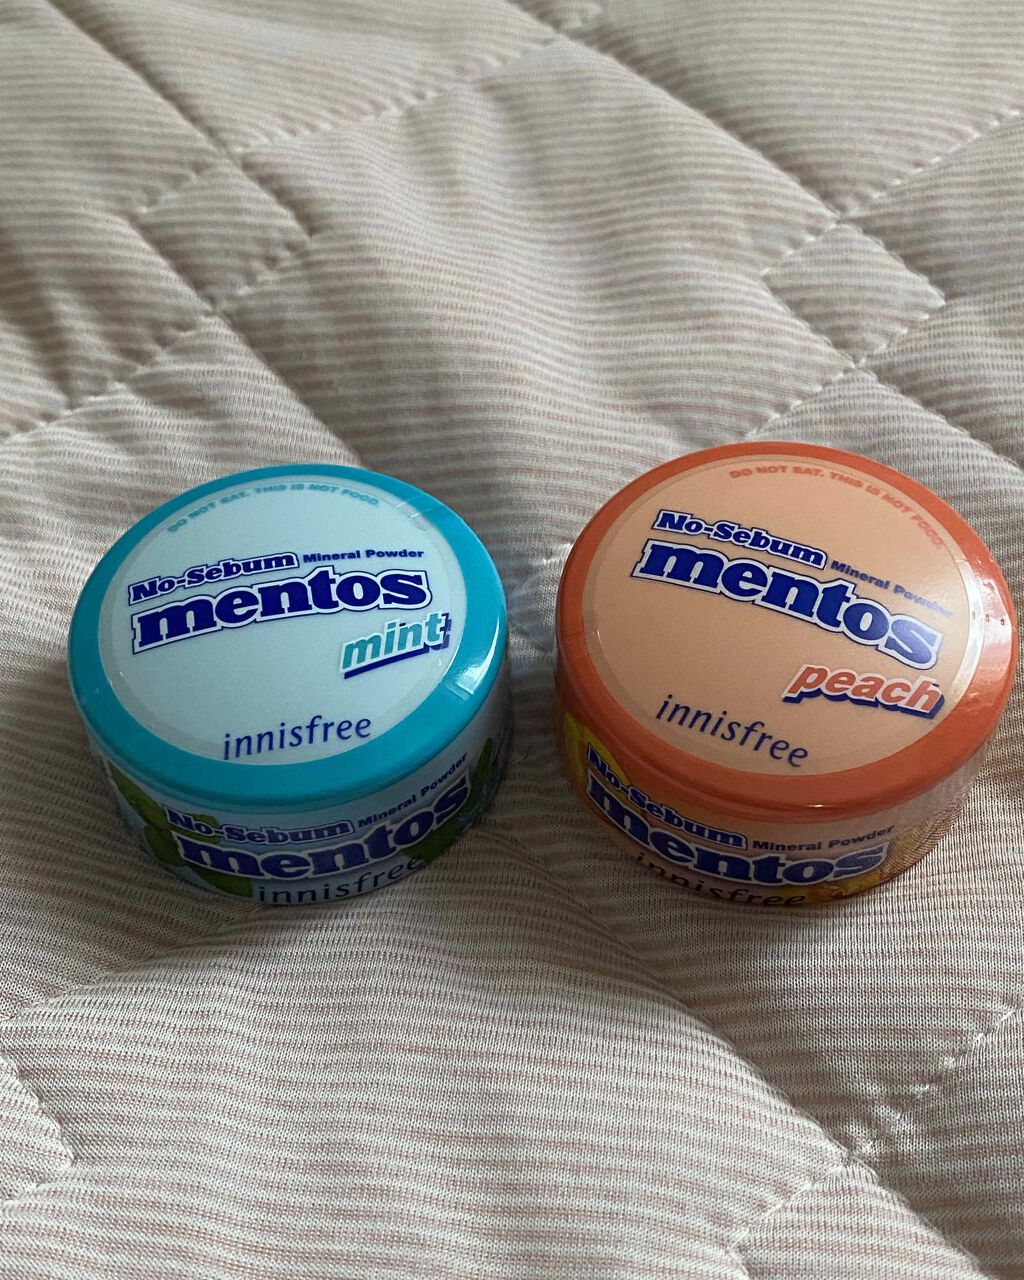 DO NOT EAT. THIS IS NOT FOOD.
No-Sebum Mineral Powder
mentos
mint
innisfree
No-Sebum Mineral Powder
mentos
innisfree
DO NOT EAT. THIS IS NOT FOOD.
No-Sebum Mineral Powder
mentos
peach
innisfree
No-Sebum Mineral Powder
mentos
innisfree